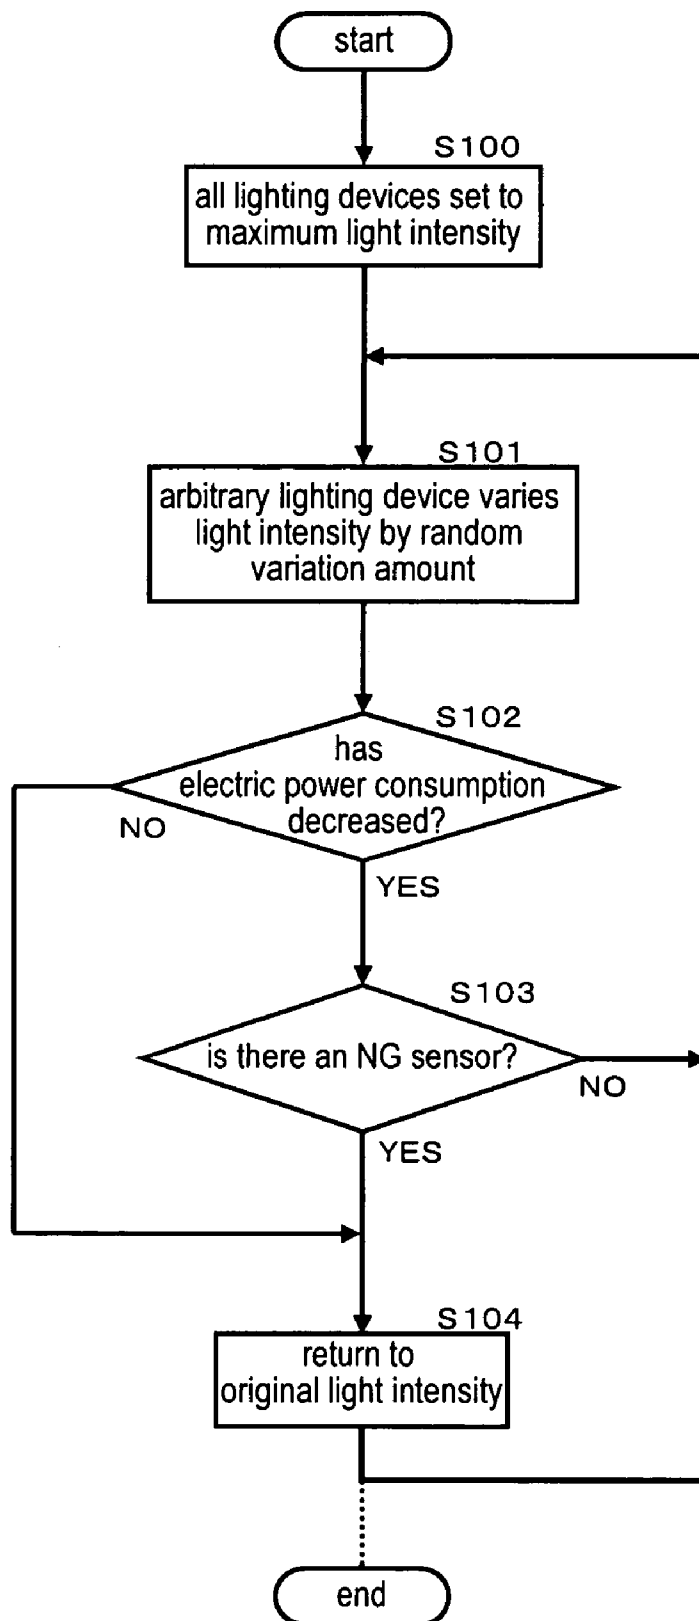 start
S100
all lighting devices set to
maximum light intensity
S101
arbitrary lighting device varies
light intensity by random
variation amount
S102
has
electric power consumption
decreased?
NO
YES
S103
is there an NG sensor?
NO
YES
S104
return to
original light intensity
end